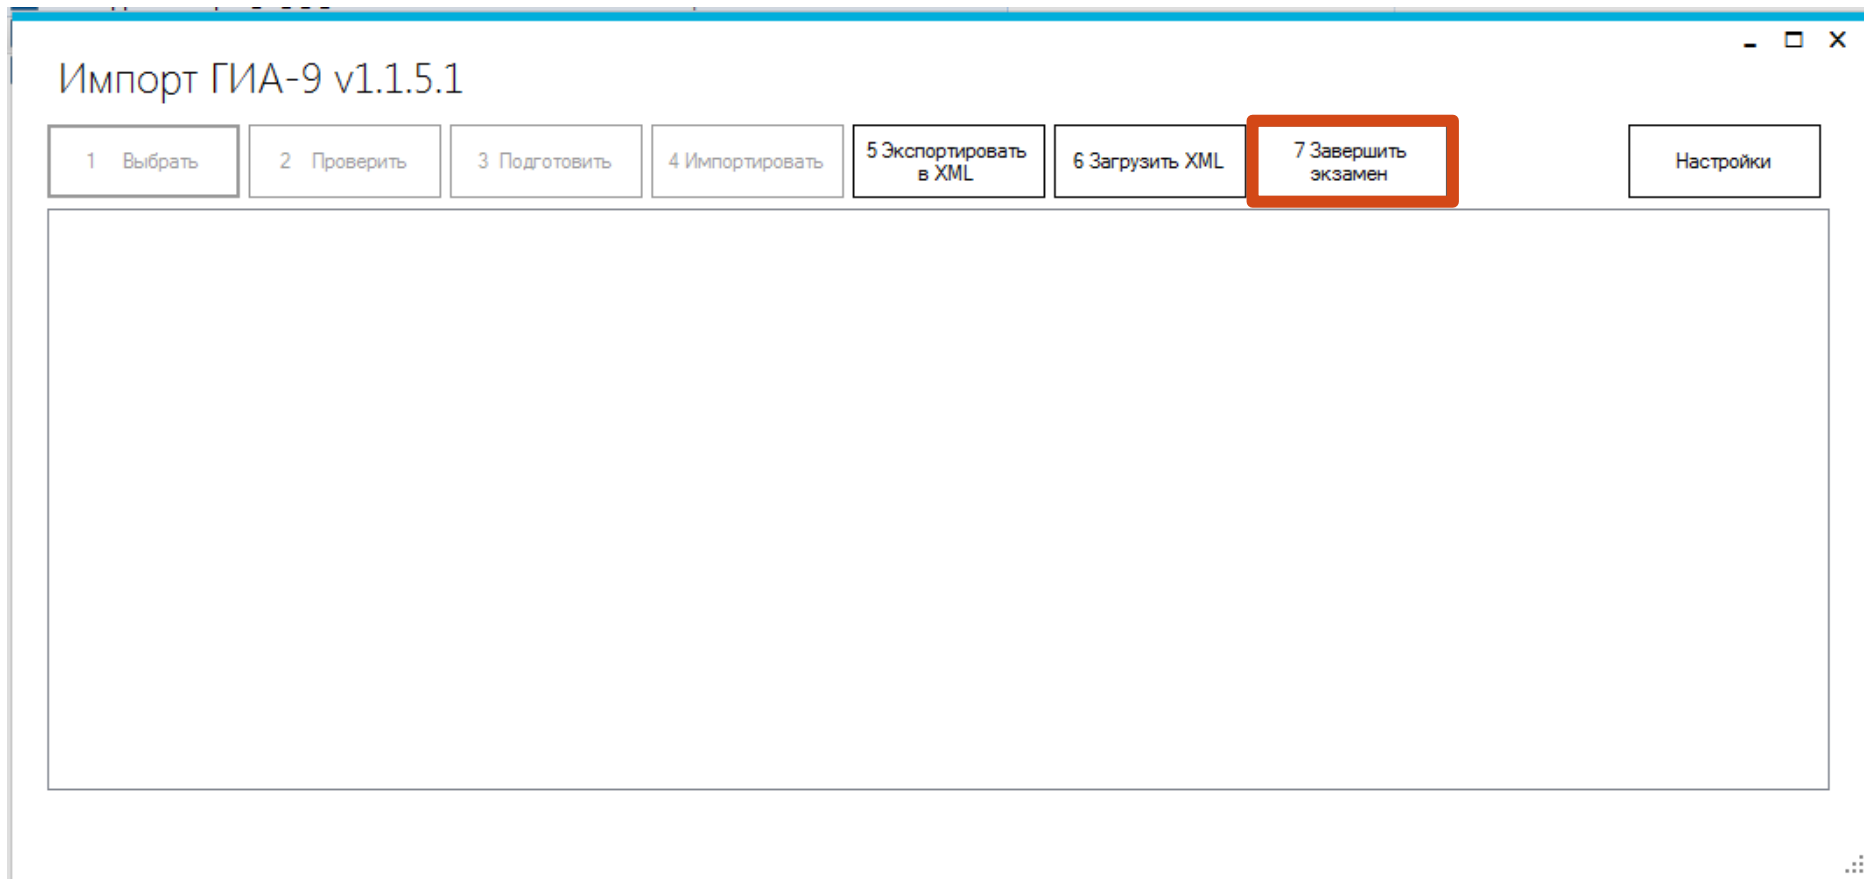 Импорт ГИА-9 v1.1.5.1
1 Выбрать
2 Проверить
3 Подготовить
4 Импортировать
5 Экспортировать
в XML
6 Загрузить XML
7 Завершить
экзамен
Настройки